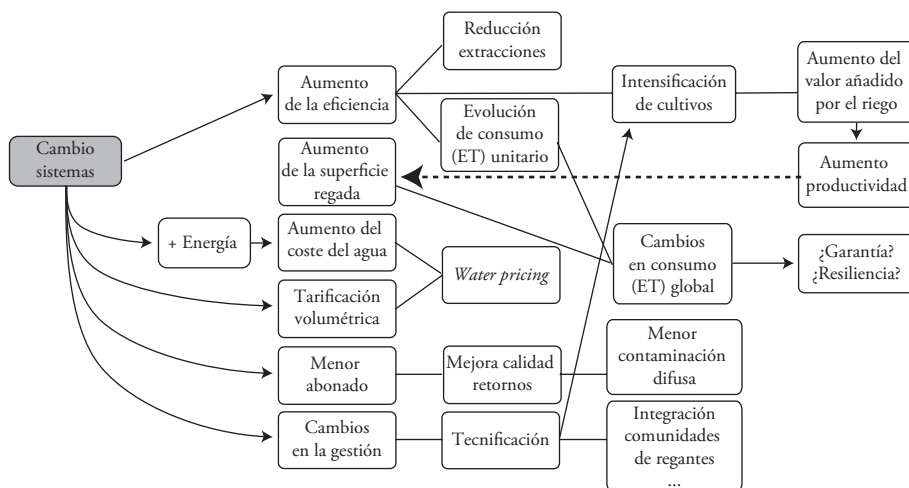 Reducción
extracciones
Aumento
de la eficiencia
Intensificación
de cultivos
Aumento del
valor añadido
por el riego
Evolución
de consumo
(ET) unitario
Cambio
sistemas
Aumento
de la superficie
regada
Aumento
productividad
+ Energía
Aumento del
coste del agua
Water pricing
Cambios
en consumo
(ET) global
¿Garantía?
¿Resiliencia?
Tarificación
volumétrica
Menor
abonado
Mejora calidad
retornos
Menor
contaminación
difusa
Cambios
en la gestión
Tecnificación
Integración
comunidades
de regantes
...